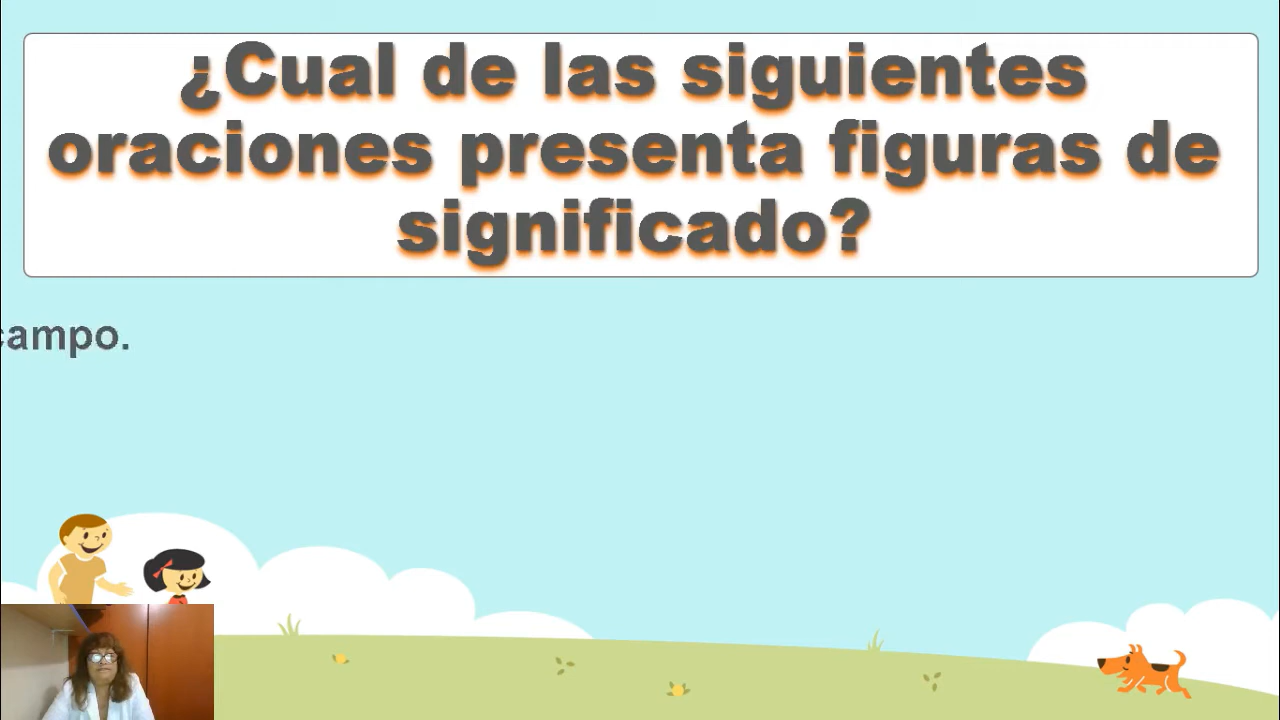 ¿Cual de las siguientes
oraciones presenta figuras de
significado?
campo.